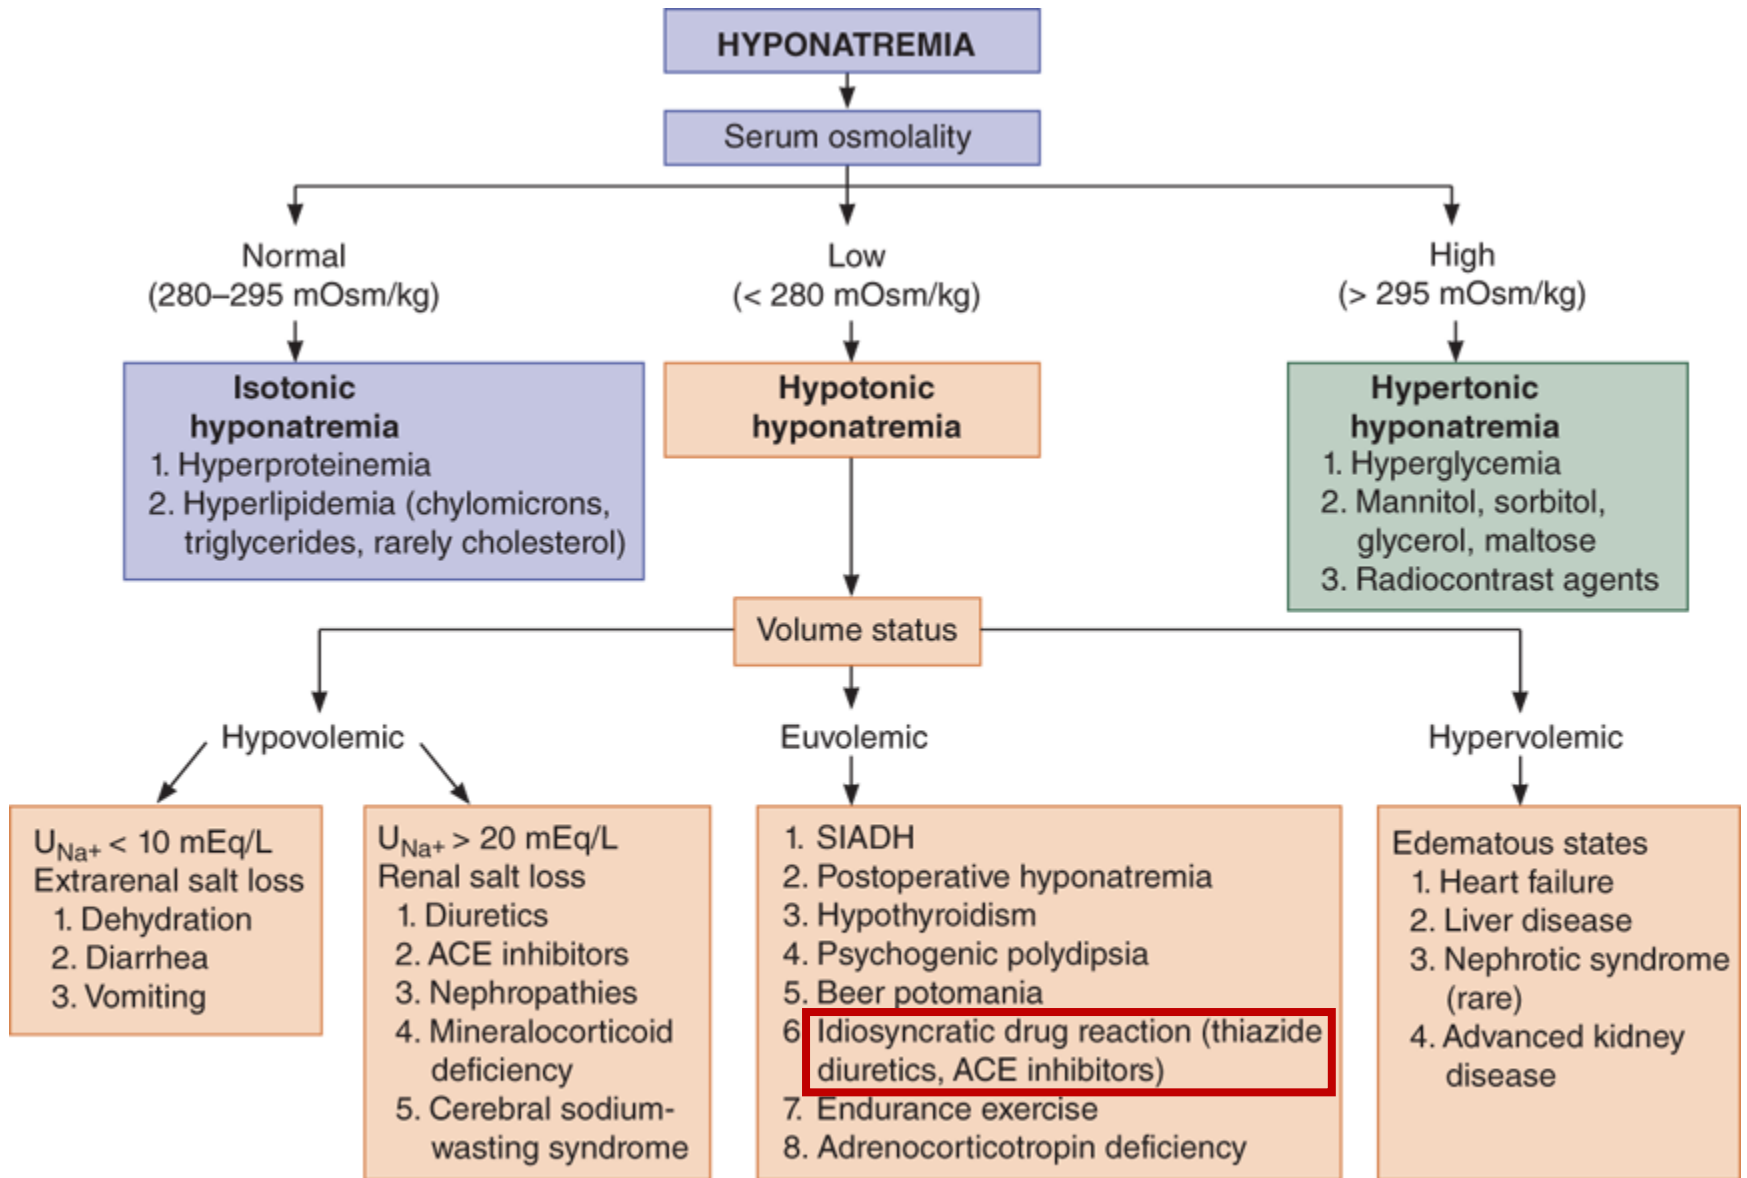 HYPONATREMIA
Serum osmolality
Normal
(280–295 mOsm/kg)
Low
(< 280 mOsm/kg)
High
(> 295 mOsm/kg)
Isotonic
hyponatremia
1. Hyperproteinemia
2. Hyperlipidemia (chylomicrons,
triglycerides, rarely cholesterol)
Hypotonic
hyponatremia
Hypertonic
hyponatremia
1. Hyperglycemia
2. Mannitol, sorbitol,
glycerol, maltose
3. Radiocontrast agents
Volume status
Hypovolemic
Euvolemic
Hypervolemic
UNa+ < 10 mEq/L
Extrarenal salt loss
1. Dehydration
2. Diarrhea
3. Vomiting
UNa+ > 20 mEq/L
Renal salt loss
1. Diuretics
2. ACE inhibitors
3. Nephropathies
4. Mineralocorticoid
deficiency
5. Cerebral sodium-
wasting syndrome
1. SIADH
2. Postoperative hyponatremia
3. Hypothyroidism
4. Psychogenic polydipsia
5. Beer potomania
6 Idiosyncratic drug reaction (thiazide
diuretics, ACE inhibitors)
7. Endurance exercise
8. Adrenocorticotropin deficiency
Edematous states
1. Heart failure
2. Liver disease
3. Nephrotic syndrome
(rare)
4. Advanced kidney
disease